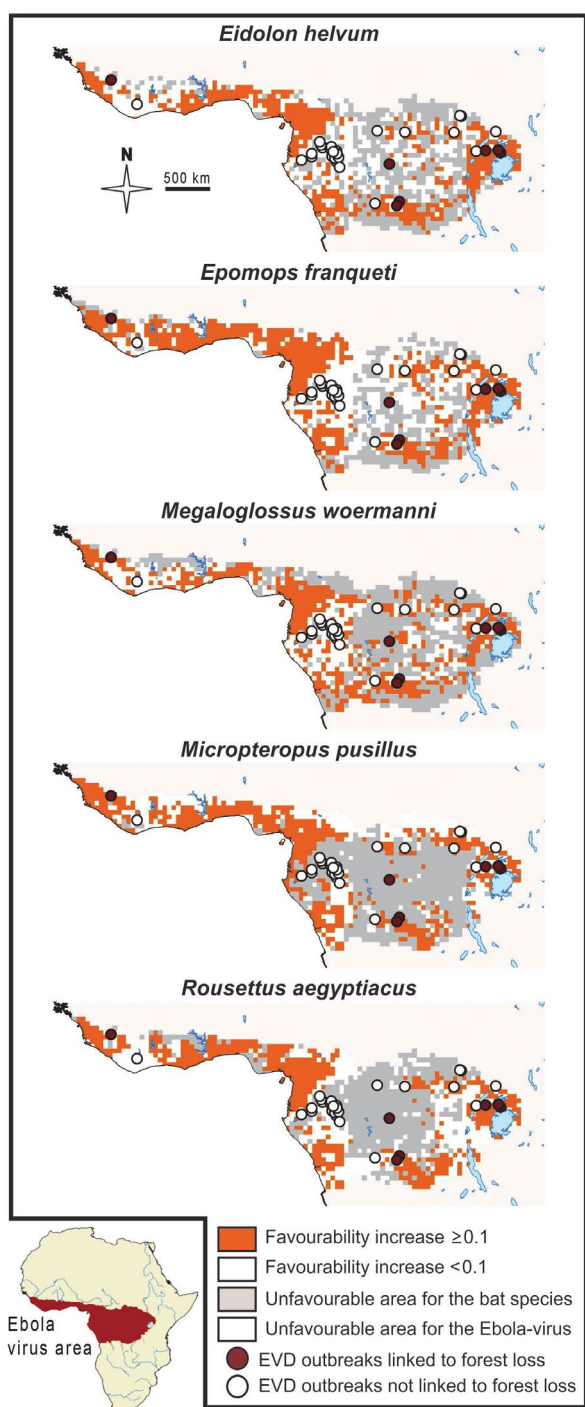 Eidolon helvum
N
500 km
Epomops franqueti
Megaloglossus woermanni
Micropteropus pusillus
Rousettus aegyptiacus
Favourability increase ≥0.1
Favourability increase <0.1
Unfavourable area for the bat species
Unfavourable area for the Ebola-virus
EVD outbreaks linked to forest loss
EVD outbreaks not linked to forest loss
Ebola
virus area